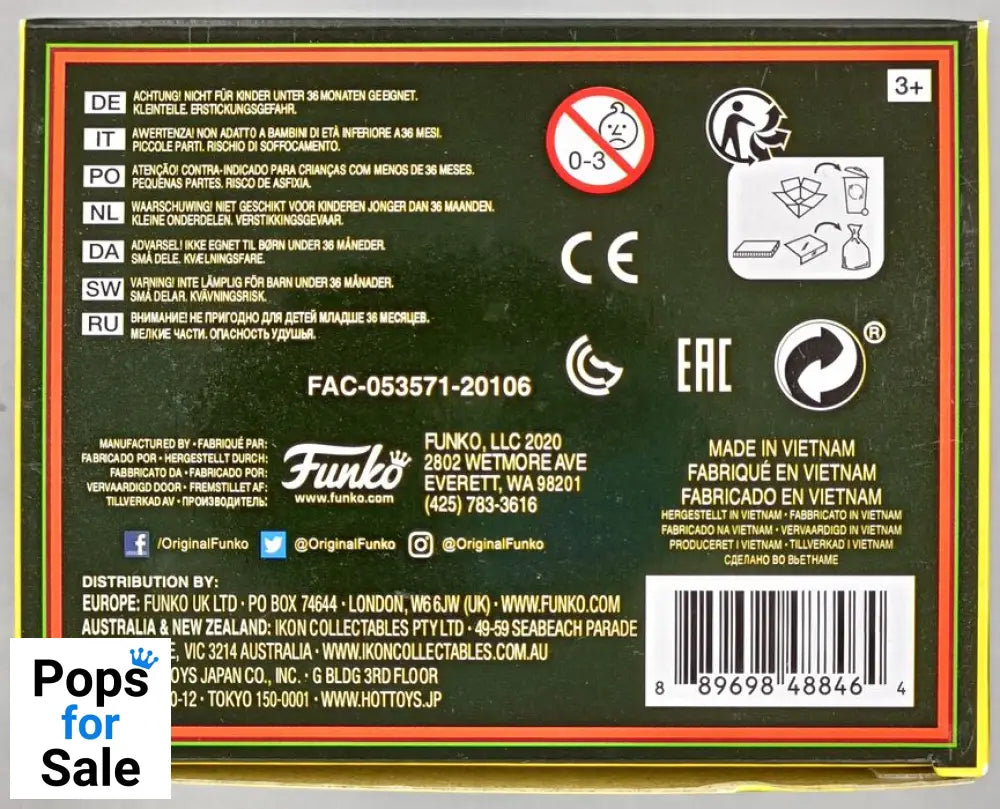 DE
ACHTUNG! NICHT FÜR KINDER UNTER 36 MONATEN GEEIGNET.
KLEINTEILE. ERSTICKUNGSGEFAHR.
IT
AVVERTENZA! NON ADATTO A BAMBINI DI ETÀ INFERIORE A 36 MESI.
PICCOLE PARTI. RISCHIO DI SOFFOCAMENTO.
PO
ATENÇÃO! CONTRA-INDICADO PARA CRIANÇAS COM MENOS DE 36 MESES.
PEQUENAS PARTES. RISCO DE ASFIXIA.
NL
WAARSCHUWING! NIET GESCHIKT VOOR KINDEREN JONGER DAN 36 MAANDEN.
KLEINE ONDERDELEN. VERSTIKKINGSGEVAAR.
DA
ADVARSEL! IKKE EGNET TIL BØRN UNDER 36 MÅNEDER.
SMÅ DELE. KVÆLNINGSFARE.
SW
VARNING! INTE LÄMPLIG FÖR BARN UNDER 36 MÅNADER.
SMÅ DELAR. KVÄVNINGSRISK.
RU
ВНИМАНИЕ! НЕ ПРИГОДНО ДЛЯ ДЕТЕЙ МЛАДШЕ 36 МЕСЯЦЕВ.
МЕЛКИЕ ЧАСТИ. ОПАСНОСТЬ УДУШЬЯ.
0-3
3+
CE
EAC
®
FAC-053571-20106
MANUFACTURED BY • FABRIQUÉ PAR:
FABRICADO POR • HERGESTELLT DURCH:
FABBRICATO DA • FABRICADO POR:
VERVAARDIGD DOOR • FREMSTILLET AF:
TILLVERKAD AV • ПРОИЗВОДИТЕЛЬ:
Funko
www.funko.com
FUNKO, LLC 2020
2802 WETMORE AVE
EVERETT, WA 98201
(425) 783-3616
MADE IN VIETNAM
FABRIQUÉ EN VIETNAM
FABRICADO EN VIETNAM
HERGESTELLT IN VIETNAM • FABBRICATO IN VIETNAM
FABRICADO NA VIETNAM • VERVAARDIGD IN VIETNAM
PRODUCERET I VIETNAM • TILLVERKAD I VIETNAM
СДЕЛАНО ВО ВЬЕТНАМЕ
f /OriginalFunko @OriginalFunko @OriginalFunko
DISTRIBUTION BY:
EUROPE: FUNKO UK LTD • PO BOX 74644 • LONDON, W6 6JW (UK) • WWW.FUNKO.COM
AUSTRALIA & NEW ZEALAND: IKON COLLECTABLES PTY LTD • 49-59 SEABEACH PARADE
E, VIC 3214 AUSTRALIA • WWW.IKONCOLLECTABLES.COM.AU
OYS JAPAN CO., INC. • G BLDG 3RD FLOOR
0-12 • TOKYO 150-0001 • WWW.HOTTOYS.JP
8 89698 48846 4
Pops
for
Sale